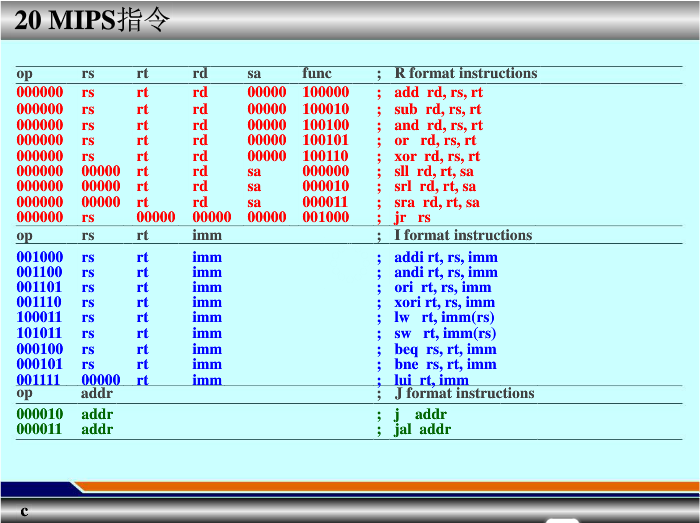 20 MIPS指令
op rs rt rd sa func ; R format instructions
000000 rs rt rd 00000 100000 ; add rd, rs, rt
000000 rs rt rd 00000 100010 ; sub rd, rs, rt
000000 rs rt rd 00000 100100 ; and rd, rs, rt
000000 rs rt rd 00000 100101 ; or rd, rs, rt
000000 rs rt rd 00000 100110 ; xor rd, rs, rt
000000 00000 rt rd sa 000000 ; sll rd, rt, sa
000000 00000 rt rd sa 000010 ; srl rd, rt, sa
000000 00000 rt rd sa 000011 ; sra rd, rt, sa
000000 rs 00000 00000 00000 001000 ; jr rs
op rs rt imm ; I format instructions
001000 rs rt imm ; addi rt, rs, imm
001100 rs rt imm ; andi rt, rs, imm
001101 rs rt imm ; ori rt, rs, imm
001110 rs rt imm ; xori rt, rs, imm
100011 rs rt imm ; lw rt, imm(rs)
101011 rs rt imm ; sw rt, imm(rs)
000100 rs rt imm ; beq rs, rt, imm
000101 rs rt imm ; bne rs, rt, imm
001111 00000 rt imm ; lui rt, imm
op addr ; J format instructions
000010 addr ; j addr
000011 addr ; jal addr
c